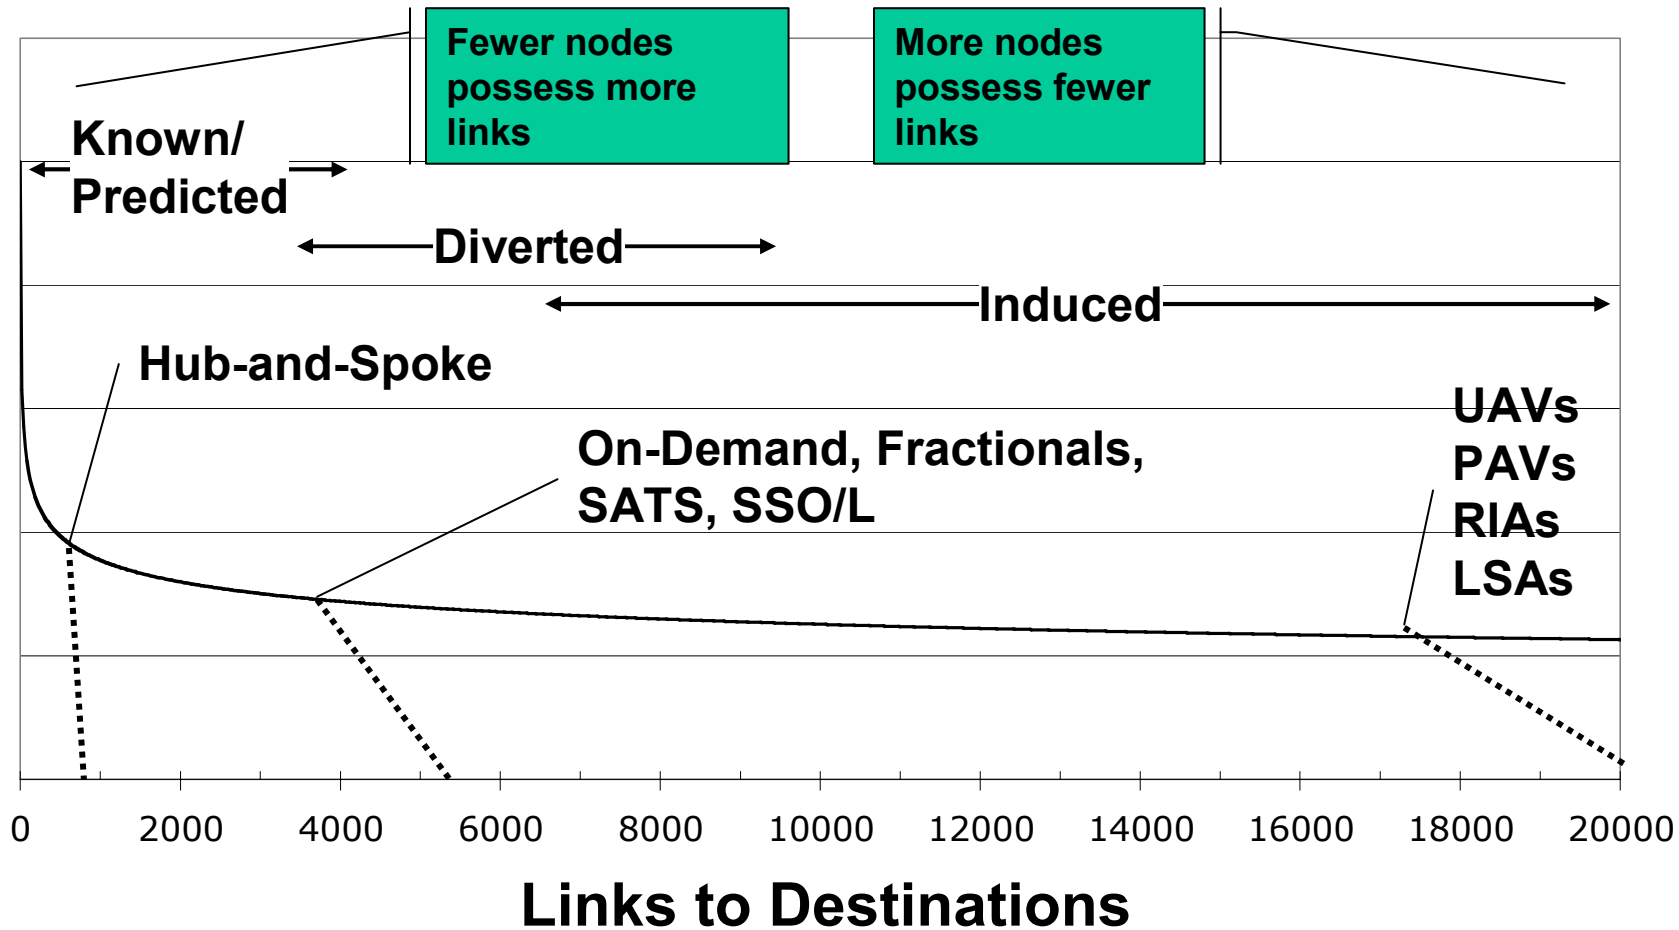 Fewer nodes
possess more
links
More nodes
possess fewer
links
Known/
Predicted
Diverted
Induced
Hub-and-Spoke
On-Demand, Fractionals,
SATS, SSO/L
UAVs
PAVs
RIAs
LSAs
0 2000 4000 6000 8000 10000 12000 14000 16000 18000 20000
Links to Destinations